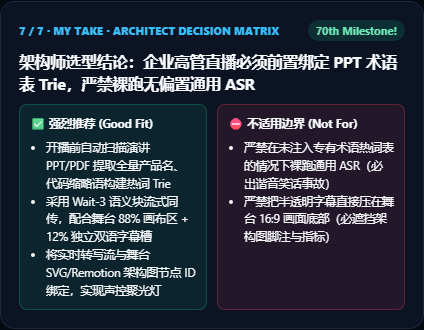 7 / 7 · MY TAKE · ARCHITECT DECISION MATRIX
70th Milestone!
架构师选型结论：企业高管直播必须前置绑定 PPT 术语
表 Trie，严禁裸跑无偏置通用 ASR
✅ 强烈推荐 (Good Fit)
• 开播前自动扫描演讲
PPT/PDF 提取全量产品名、
代码缩略语构建热词 Trie
• 采用 Wait-3 语义块流式同
传，配合舞台 88% 画布区 +
12% 独立双语字幕槽
• 将实时转写流与舞台
SVG/Remotion 架构图节点 ID
绑定，实现声控聚光灯
⛔ 不适用边界 (Not For)
• 严禁在未注入专有术语热词表
的情况下裸跑通用 ASR（必
出谐音笑话事故）
• 严禁把半透明字幕直接压在舞
台 16:9 画面底部（必遮挡架
构图脚注与指标）